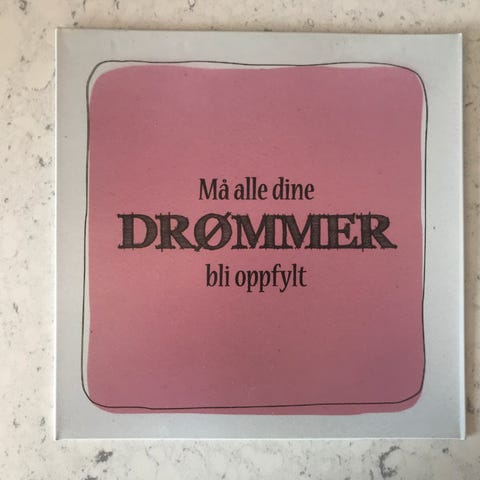 Må alle dine
DRØMMER
bli oppfylt